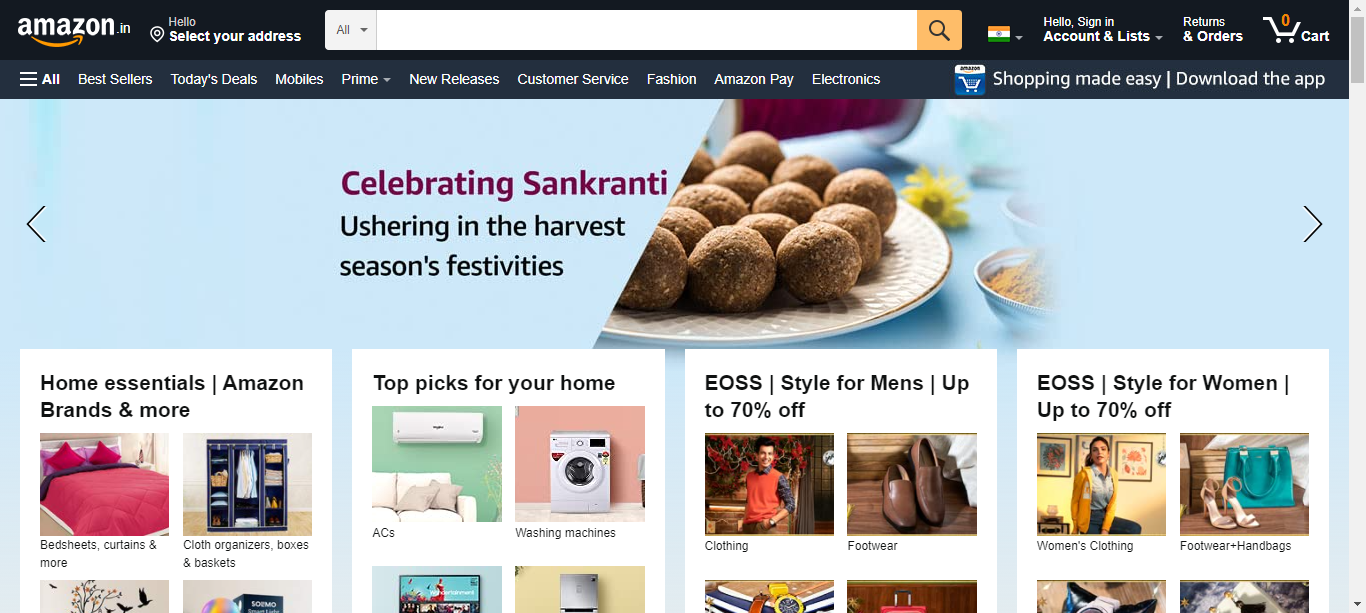 amazon.in
Hello
Select your address
All
Hello, Sign in
Account & Lists
Returns
& Orders
0
Cart
All
Best Sellers
Today's Deals
Mobiles
Prime
New Releases
Customer Service
Fashion
Amazon Pay
Electronics
amazon
Shopping made easy | Download the app
Celebrating Sankranti
Ushering in the harvest
season's festivities
Home essentials | Amazon
Brands & more
Bedsheets, curtains &
more
Cloth organizers, boxes
& baskets
SOEMO
Top picks for your home
ACs
Washing machines
EOSS | Style for Mens | Up
to 70% off
Clothing
Footwear
EOSS | Style for Women |
Up to 70% off
Women's Clothing
Footwear+Handbags